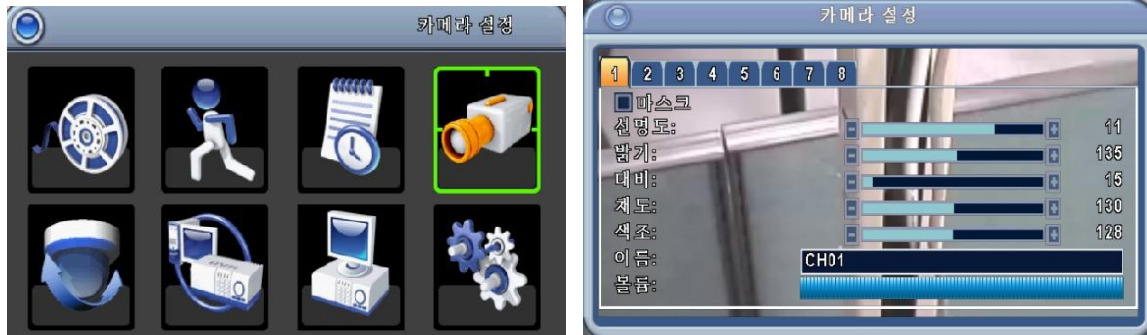 카메라 설정
카메라 설정
1 2 3 4 5 6 7 8
마스크
선명도: 11
밝기: 135
대비: 15
채도: 130
색조: 128
이름: CH01
볼륨: